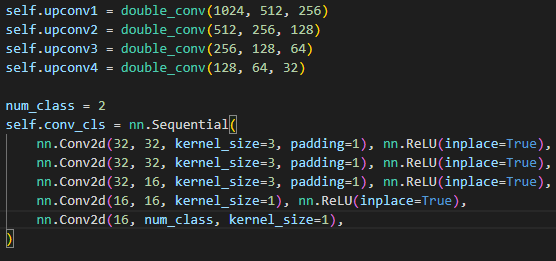 self.upconv1 = double_conv(1024, 512, 256)
self.upconv2 = double_conv(512, 256, 128)
self.upconv3 = double_conv(256, 128, 64)
self.upconv4 = double_conv(128, 64, 32)

num_class = 2
self.conv_cls = nn.Sequential(
    nn.Conv2d(32, 32, kernel_size=3, padding=1), nn.ReLU(inplace=True),
    nn.Conv2d(32, 32, kernel_size=3, padding=1), nn.ReLU(inplace=True),
    nn.Conv2d(32, 16, kernel_size=3, padding=1), nn.ReLU(inplace=True),
    nn.Conv2d(16, 16, kernel_size=1), nn.ReLU(inplace=True),
    nn.Conv2d(16, num_class, kernel_size=1),
)